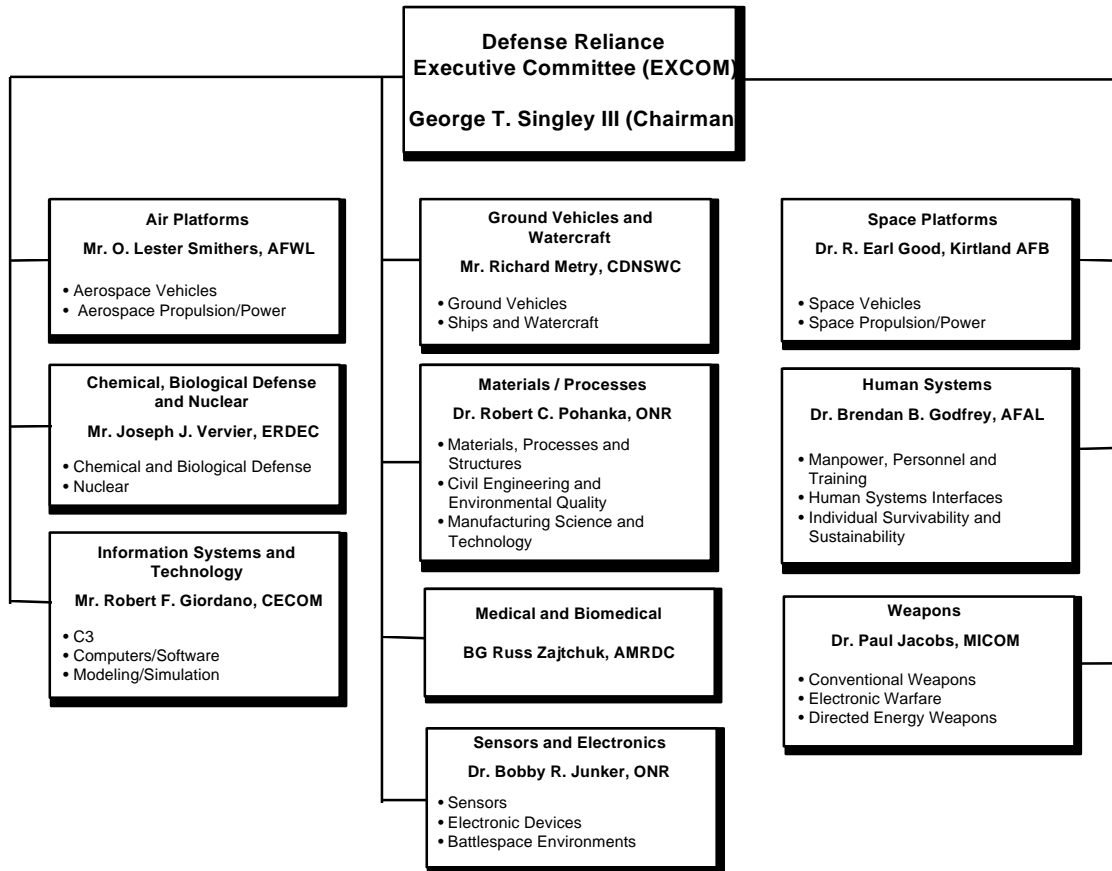 Defense Reliance
Executive Committee (EXCOM)
George T. Singley III (Chairman
Air Platforms
Mr. O. Lester Smithers, AFWL
• Aerospace Vehicles
• Aerospace Propulsion/Power
Chemical, Biological Defense
and Nuclear
Mr. Joseph J. Vervier, ERDEC
• Chemical and Biological Defense
• Nuclear
Information Systems and
Technology
Mr. Robert F. Giordano, CECOM
• C3
• Computers/Software
• Modeling/Simulation
Ground Vehicles and
Watercraft
Mr. Richard Metry, CDNSWC
• Ground Vehicles
• Ships and Watercraft
Materials / Processes
Dr. Robert C. Pohanka, ONR
• Materials, Processes and
Structures
• Civil Engineering and
Environmental Quality
• Manufacturing Science and
Technology
Medical and Biomedical
BG Russ Zajtchuk, AMRDC
Sensors and Electronics
Dr. Bobby R. Junker, ONR
• Sensors
• Electronic Devices
• Battlespace Environments
Space Platforms
Dr. R. Earl Good, Kirtland AFB
• Space Vehicles
• Space Propulsion/Power
Human Systems
Dr. Brendan B. Godfrey, AFAL
• Manpower, Personnel and
Training
• Human Systems Interfaces
• Individual Survivability and
Sustainability
Weapons
Dr. Paul Jacobs, MICOM
• Conventional Weapons
• Electronic Warfare
• Directed Energy Weapons